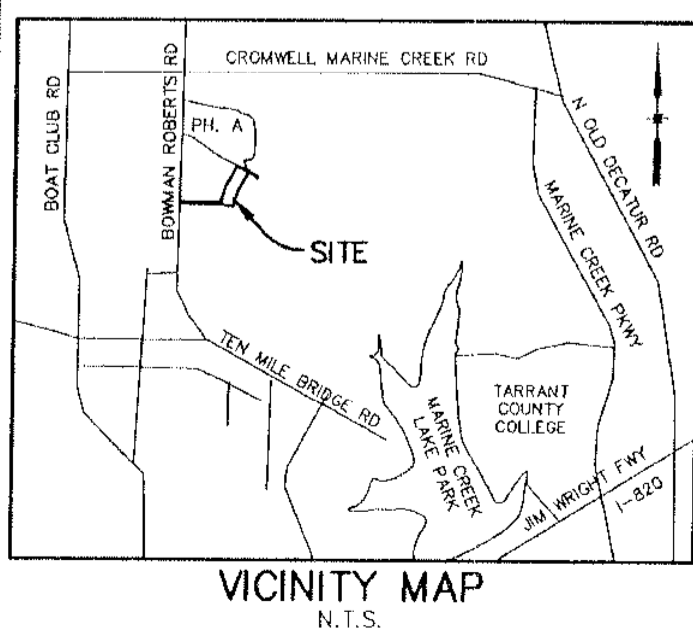 CROMWELL MARINE CREEK RD
BOAT CLUB RD
BOWMAN ROBERTS RD
PH. A
N OLD DECATUR RD
MARINE CREEK PKWY
SITE
TEN MILE BRIDGE RD
MARINE CREEK
LAKE PARK
TARRANT
COUNTY
COLLEGE
JIM WRIGHT FWY
I-820
VICINITY MAP
N.T.S.